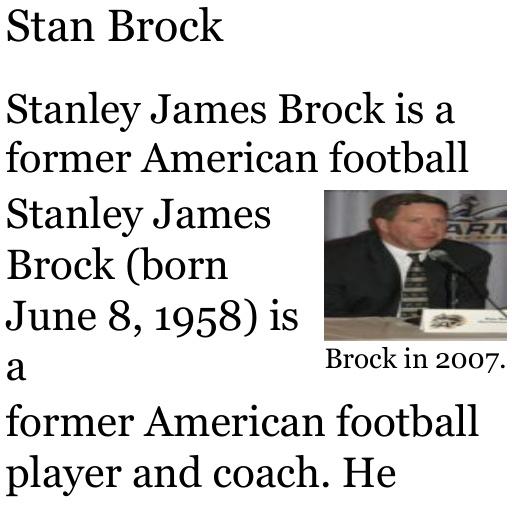 Stan Brock
Stanley James Brock is a
former American football
Stanley James
Brock (born
June 8, 1958) is
a
ARM
Brock in 2007.
former American football
player and coach. He